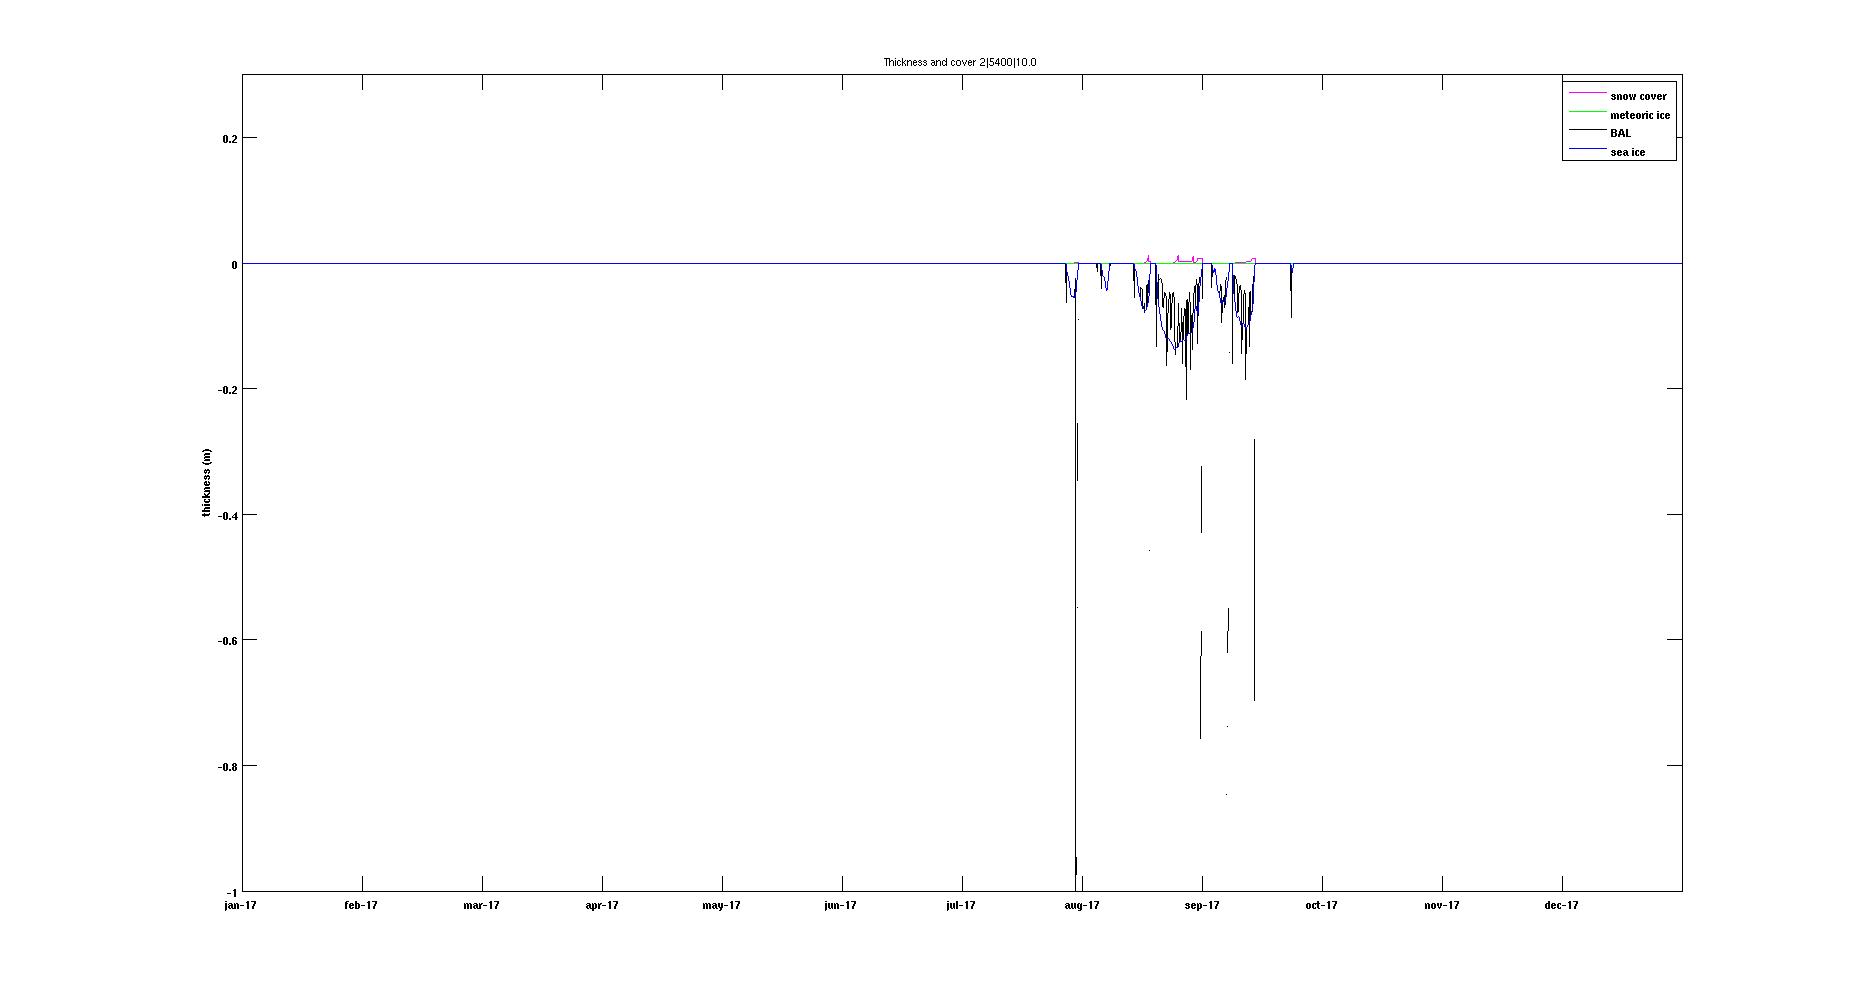 Thickness and cover 2|5400|10.0
snow cover
meteoric ice
BAL
sea ice
0.2
0
-0.2
-0.4
-0.6
-0.8
-1
thickness (m)
jan-17 feb-17 mar-17 apr-17 may-17 jun-17 jul-17 aug-17 sep-17 oct-17 nov-17 dec-17